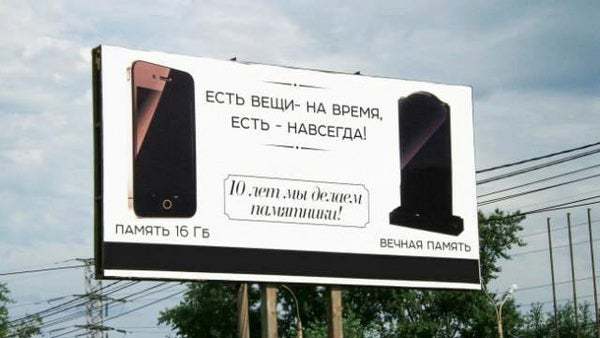 ЕСТЬ ВЕЩИ- НА ВРЕМЯ,
ЕСТЬ - НАВСЕГДА!
10 лет мы делаем
памятники!
ПАМЯТЬ 16 ГБ
ВЕЧНАЯ ПАМЯТЬ